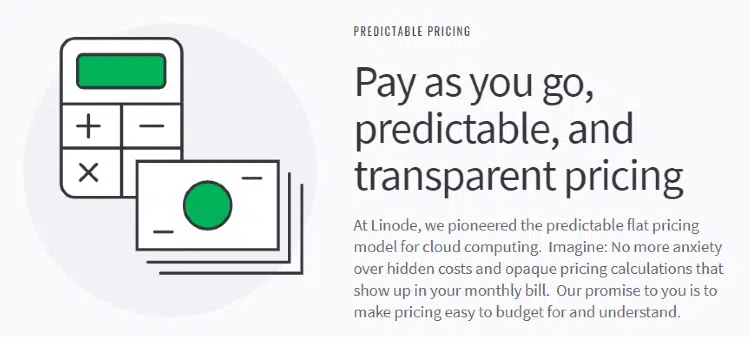 PREDICTABLE PRICING
Pay as you go,
predictable, and
transparent pricing
At Linode, we pioneered the predictable flat pricing
model for cloud computing.  Imagine: No more anxiety
over hidden costs and opaque pricing calculations that
show up in your monthly bill.  Our promise to you is to
make pricing easy to budget for and understand.